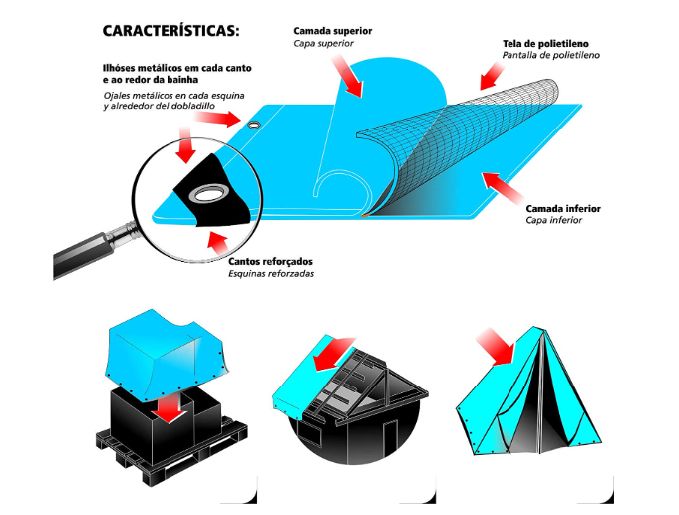 CARACTERÍSTICAS:
Ilhóses metálicos em cada canto
e ao redor da bainha
Ojales metálicos en cada esquina
y alrededor del dobladillo
Camada superior
Capa superior
Tela de polietileno
Pantalla de polietileno
Camada inferior
Capa inferior
Cantos reforçados
Esquinas reforzadas